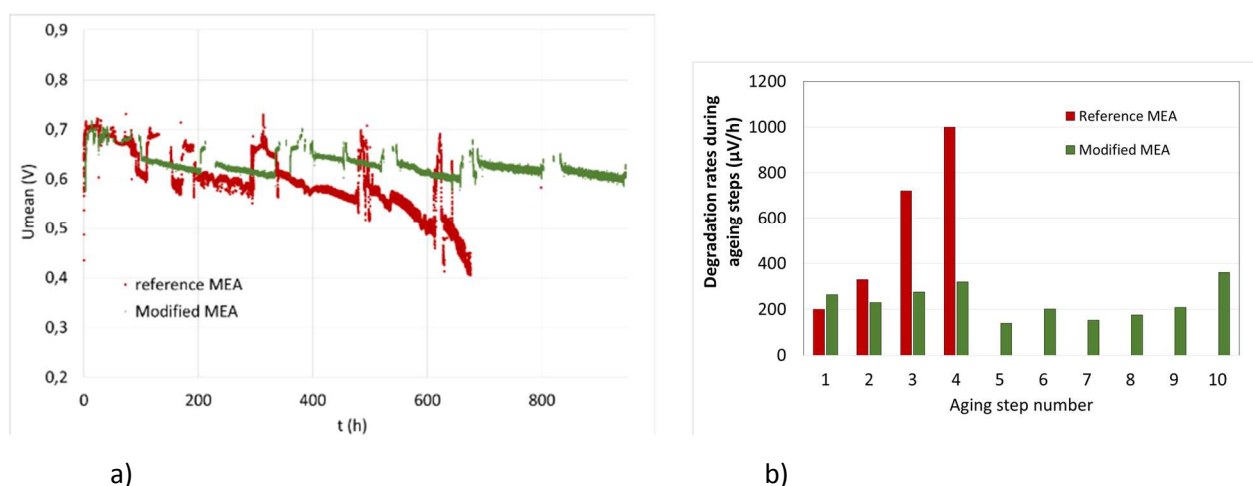 0,9
0,8
0,7
0,6
0,5
0,4
0,3
0,2
Umean (V)
reference MEA
Modified MEA
0 200 400 600 800
t (h)
a)
1200
1000
800
600
400
200
0
Degradation rates during
ageing steps (µV/h)
Reference MEA
Modified MEA
1 2 3 4 5 6 7 8 9 10
Aging step number
b)